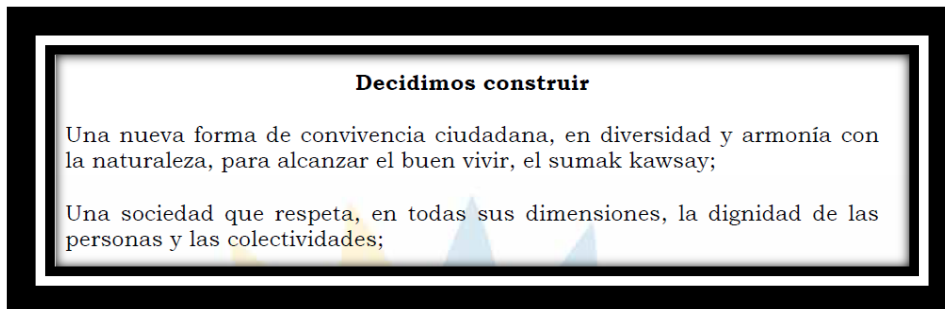 Decidimos construir
Una nueva forma de convivencia ciudadana, en diversidad y armonía con
la naturaleza, para alcanzar el buen vivir, el sumak kawsay;
Una sociedad que respeta, en todas sus dimensiones, la dignidad de las
personas y las colectividades;